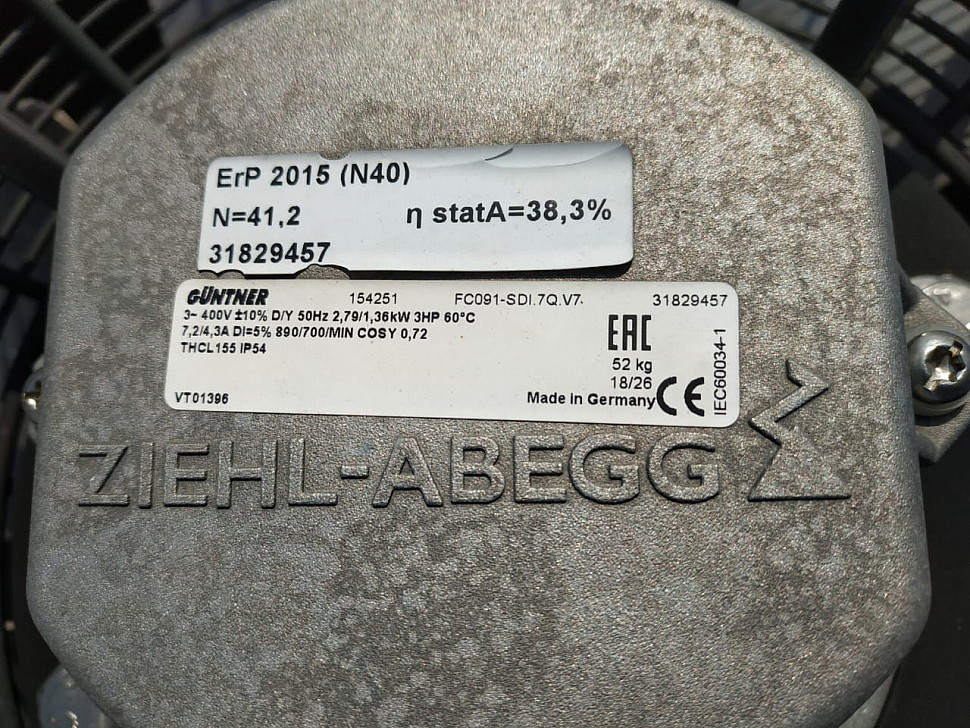 ErP 2015 (N40)
N=41,2 η statA=38,3%
31829457
GÜNTNER 154251 FC091-SDI.7Q.V7. 31829457
3~ 400V ±10% D/Y 50Hz 2,79/1,36kW 3HP 60°C
7,2/4,3A DI=5% 890/700/MIN COSY 0,72
THCL155 IP54
EAC
52 kg
18/26
VT01396 Made in Germany CE
IEC60034-1
ZIEHL-ABEGG